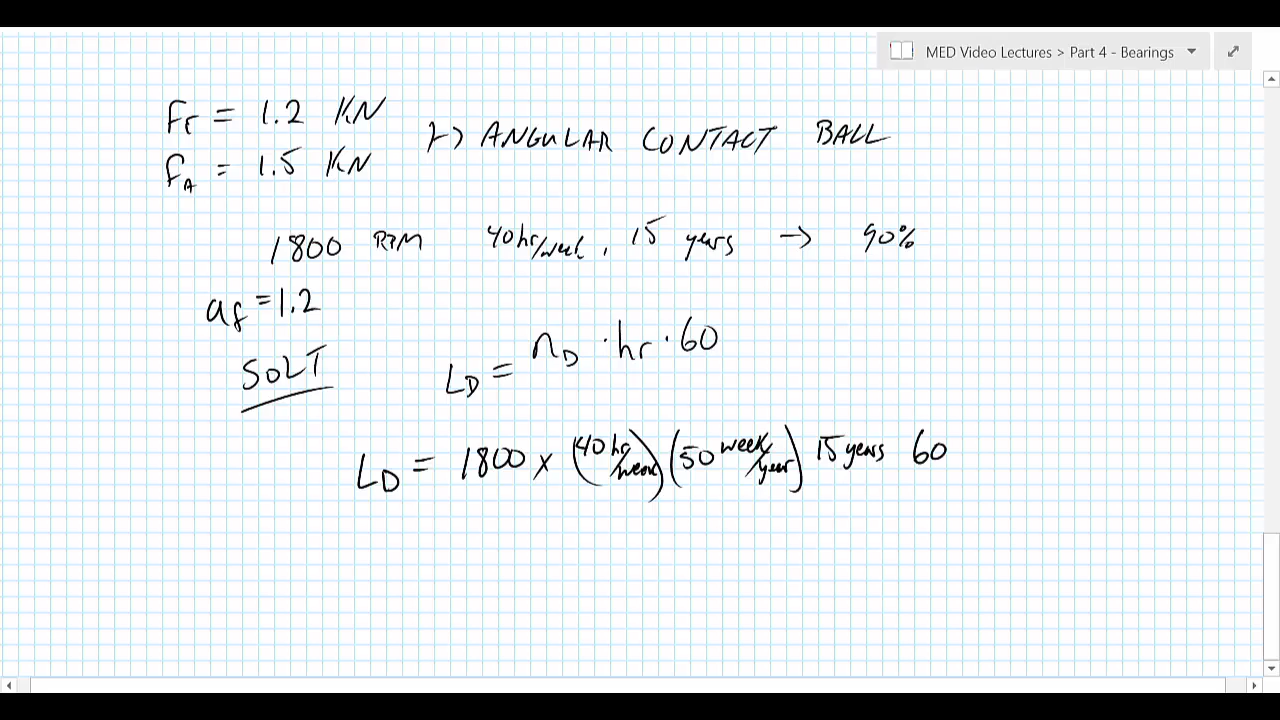 MED Video Lectures > Part 4 - Bearings
Fr = 1.2 KN
FA = 1.5 KN
ANGULAR CONTACT BALL
1800 RPM 40hr/week, 15 years → 90%
af = 1.2
SOLT
LD = nD · hr · 60
LD = 1800 × (40 hr/week)(50 week/year) 15 years 60